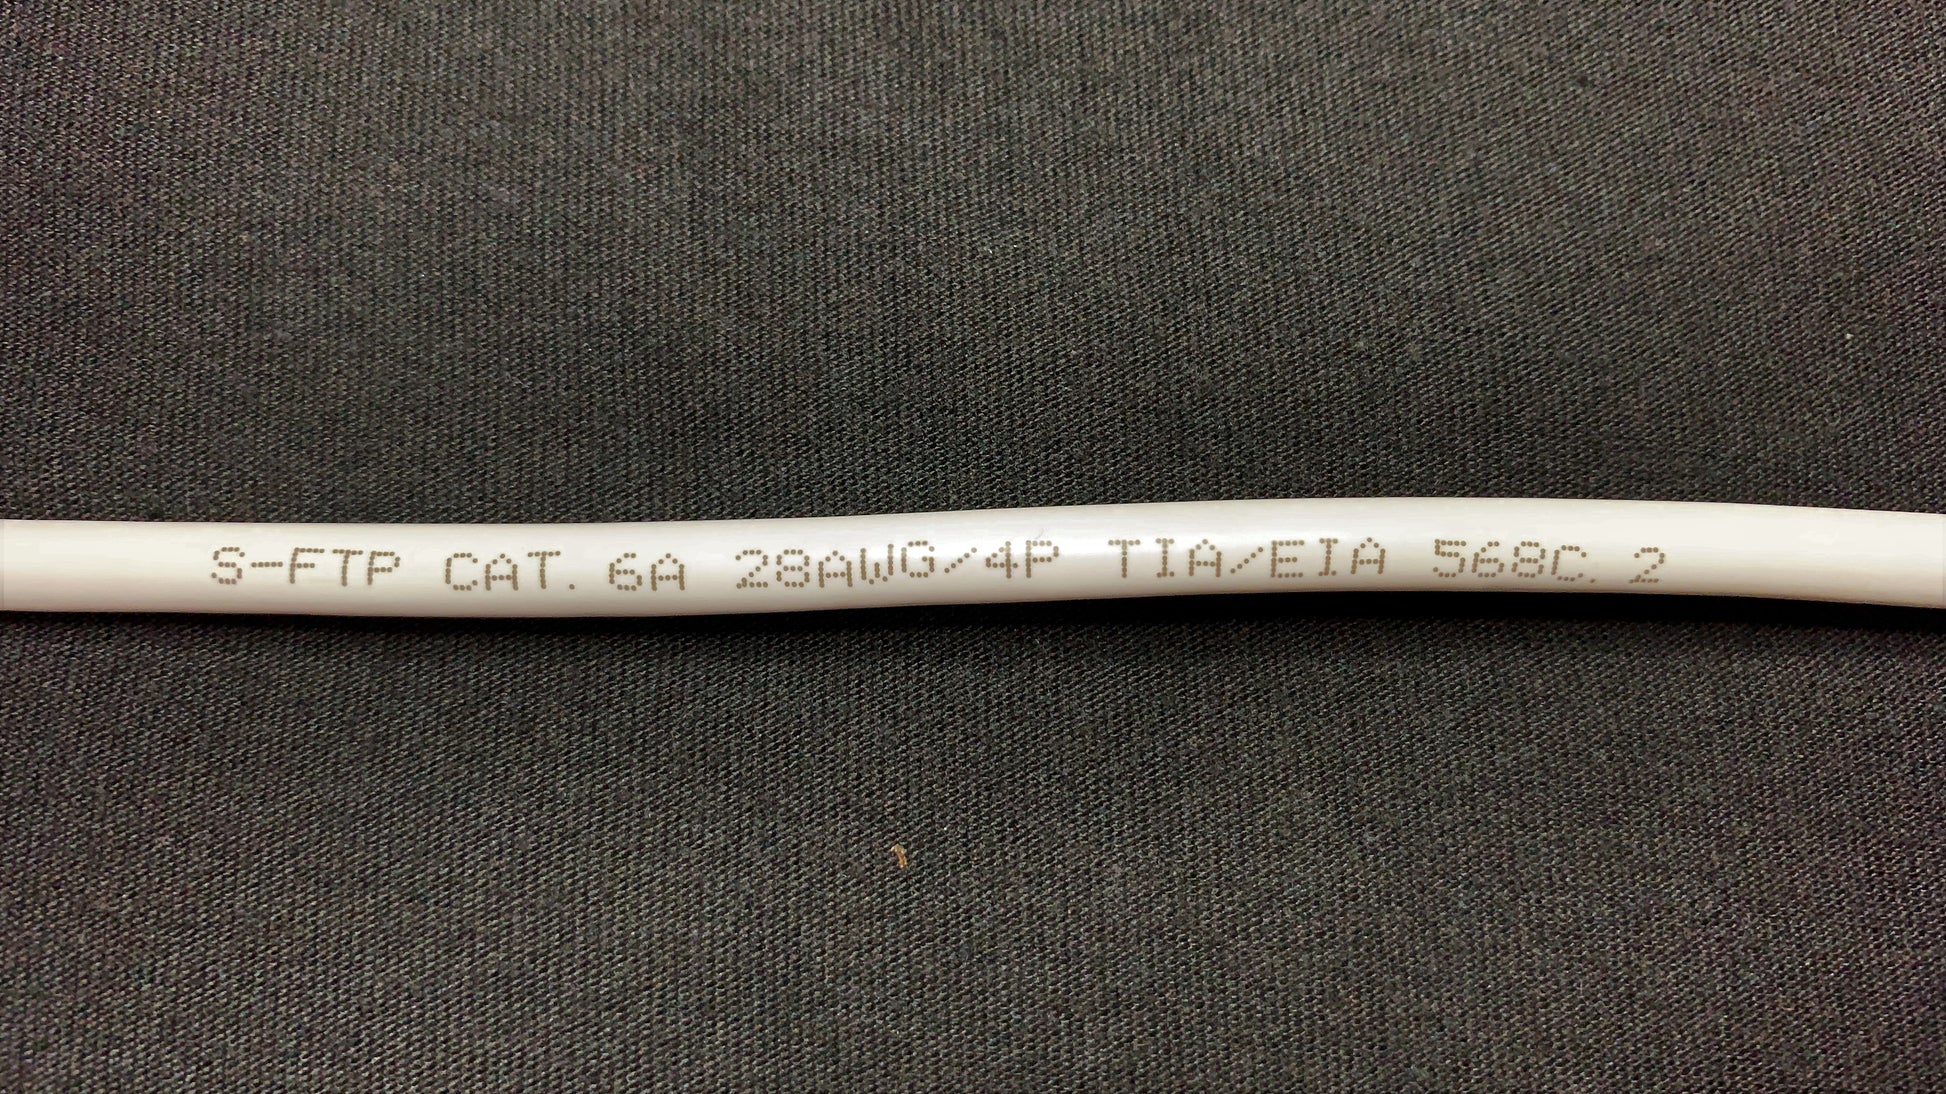 S-FTP CAT. 6A 28AWG/4P TIA/EIA 568C.2